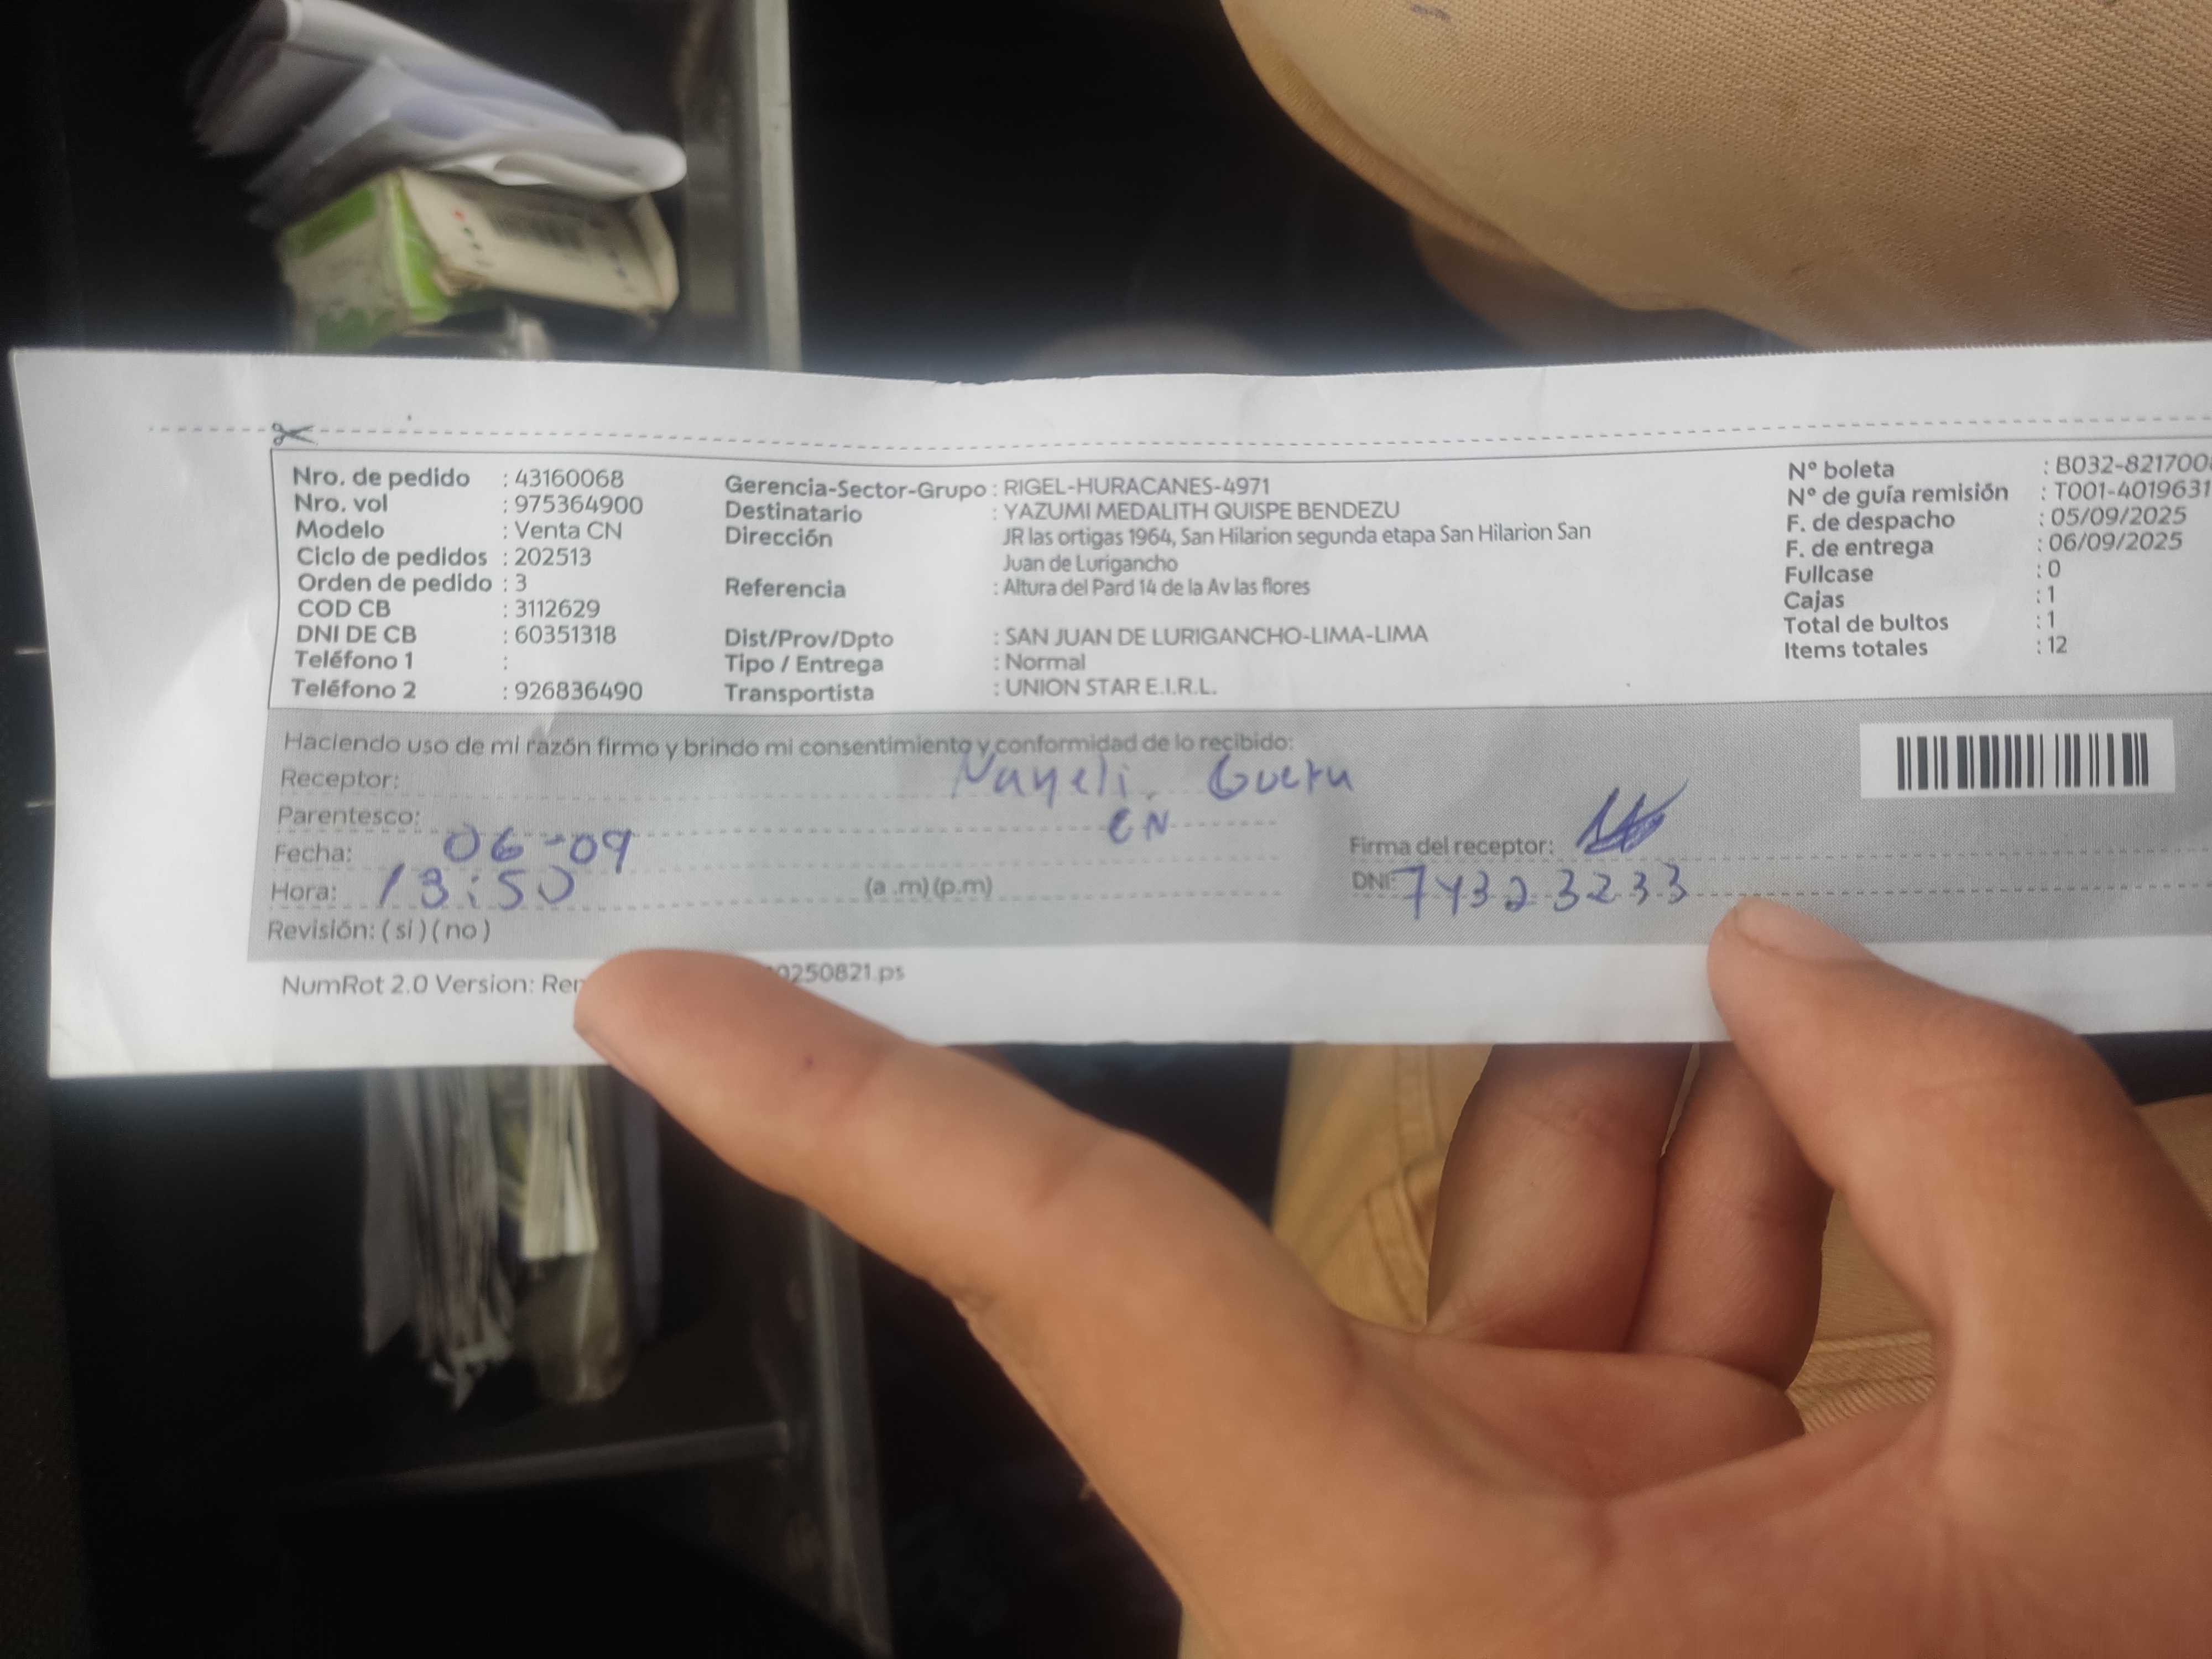 Nro. de pedido : 43160068
Nro. vol : 975364900
Modelo : Venta CN
Ciclo de pedidos : 202513
Orden de pedido : 3
COD CB : 3112629
DNI DE CB : 60351318
Teléfono 1 :
Teléfono 2 : 926836490
Gerencia-Sector-Grupo : RIGEL-HURACANES-4971
Destinatario : YAZUMI MEDALITH QUISPE BENDEZU
Dirección JR las ortigas 1964, San Hilarion segunda etapa San Hilarion San
Juan de Lurigancho
Referencia : Altura del Pard 14 de la Av las flores
Dist/Prov/Dpto : SAN JUAN DE LURIGANCHO-LIMA-LIMA
Tipo / Entrega : Normal
Transportista : UNION STAR E.I.R.L.
N° boleta : B032-821700
N° de guía remisión : T001-4019631
F. de despacho : 05/09/2025
F. de entrega : 06/09/2025
Fullcase : 0
Cajas : 1
Total de bultos : 1
Items totales : 12
Haciendo uso de mi razón firmo y brindo mi consentimiento y conformidad de lo recibido:
Receptor: Nayeli
Parentesco: CN
Fecha: 06-09
Hora: 13:50 (a .m) (p.m)
Revisión: ( si ) ( no )
Firma del receptor:
DNI: 74323233
NumRot 2.0 Version: 0250821.ps